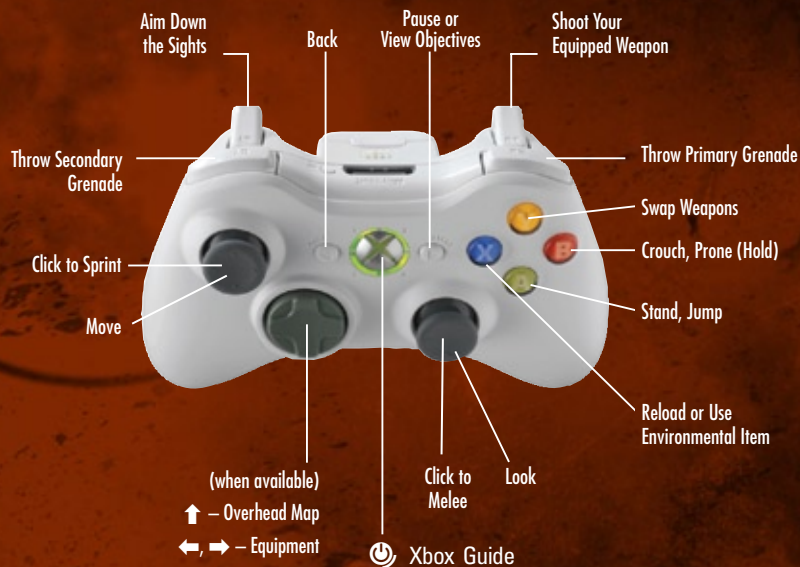 Aim Down
the Sights
Back
Pause or
View Objectives
Shoot Your
Equipped Weapon
Throw Secondary
Grenade
Throw Primary Grenade
Swap Weapons
X
B
Crouch, Prone (Hold)
Click to Sprint
A
Stand, Jump
Move
Reload or Use
Environmental Item
(when available)
⬆ – Overhead Map
⬅, ➡ – Equipment
Click to
Melee
Look
Xbox Guide